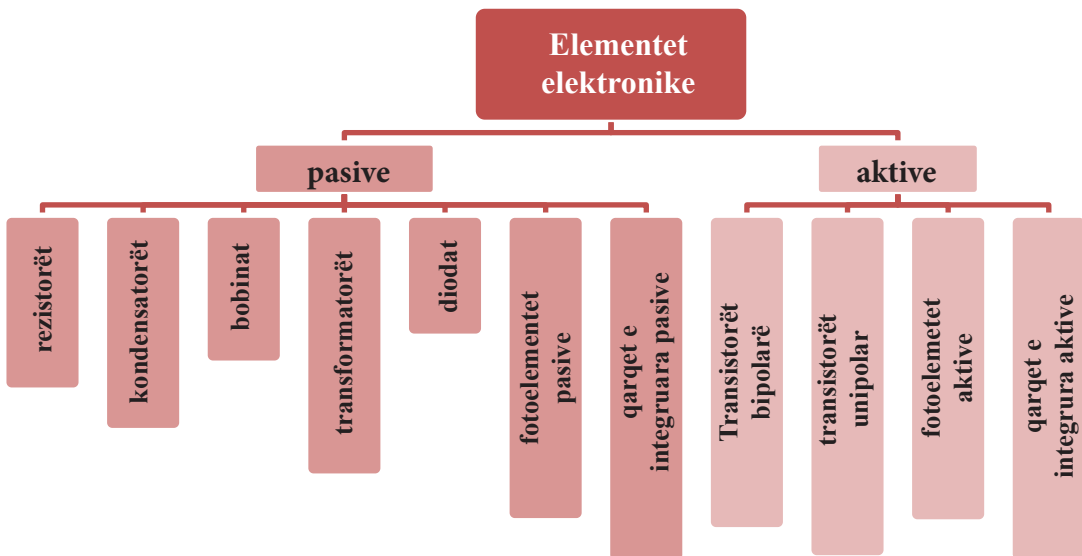 Elementet
elektronike
pasive
aktive
rezistorët
kondensatorët
bobinat
transformatorët
diodat
fotoelementet
pasive
qarqet e
integruara pasive
Transistorët
bipolarë
transistorët
unipolar
fotoelemetet
aktive
qarqet e
integrura aktive